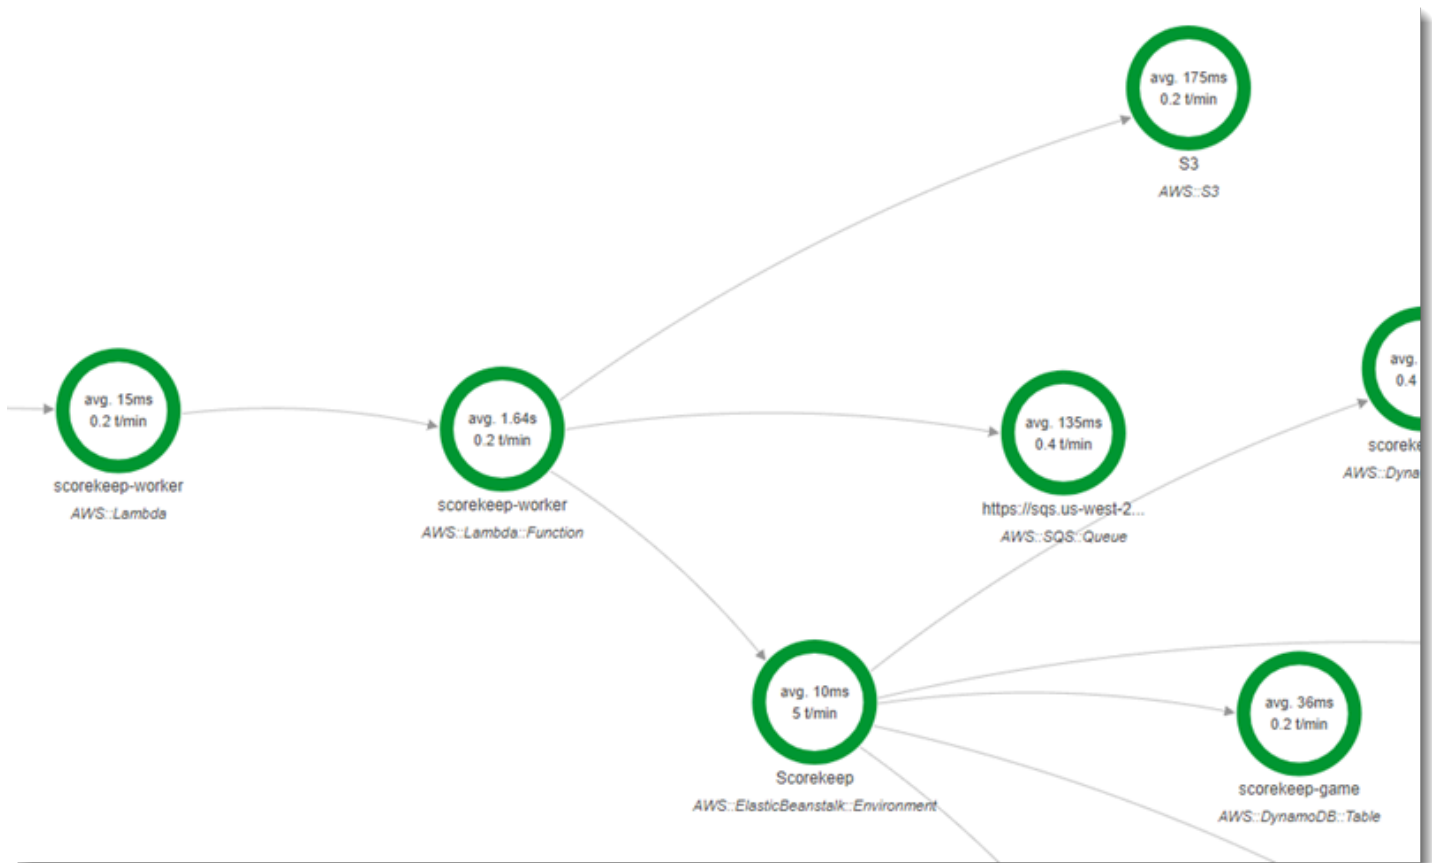 avg. 175ms
0.2 t/min
S3
AWS::S3
avg. 15ms
0.2 t/min
scorekeep-worker
AWS::Lambda
avg. 1.64s
0.2 t/min
scorekeep-worker
AWS::Lambda::Function
avg. 135ms
0.4 t/min
https://sqs.us-west-2...
AWS::SQS::Queue
avg.
0.4
scoreke
AWS::Dyna
avg. 10ms
5 t/min
Scorekeep
AWS::ElasticBeanstalk::Environment
avg. 36ms
0.2 t/min
scorekeep-game
AWS::DynamoDB::Table